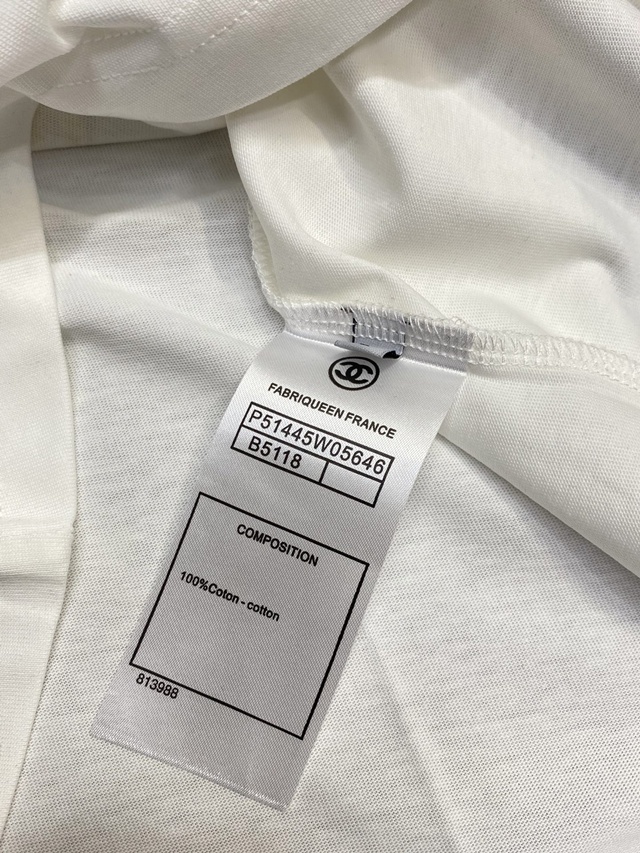 FABRIQUEEN FRANCE
P51445W05646
B5118
COMPOSITION
100%Coton-cotton
813988